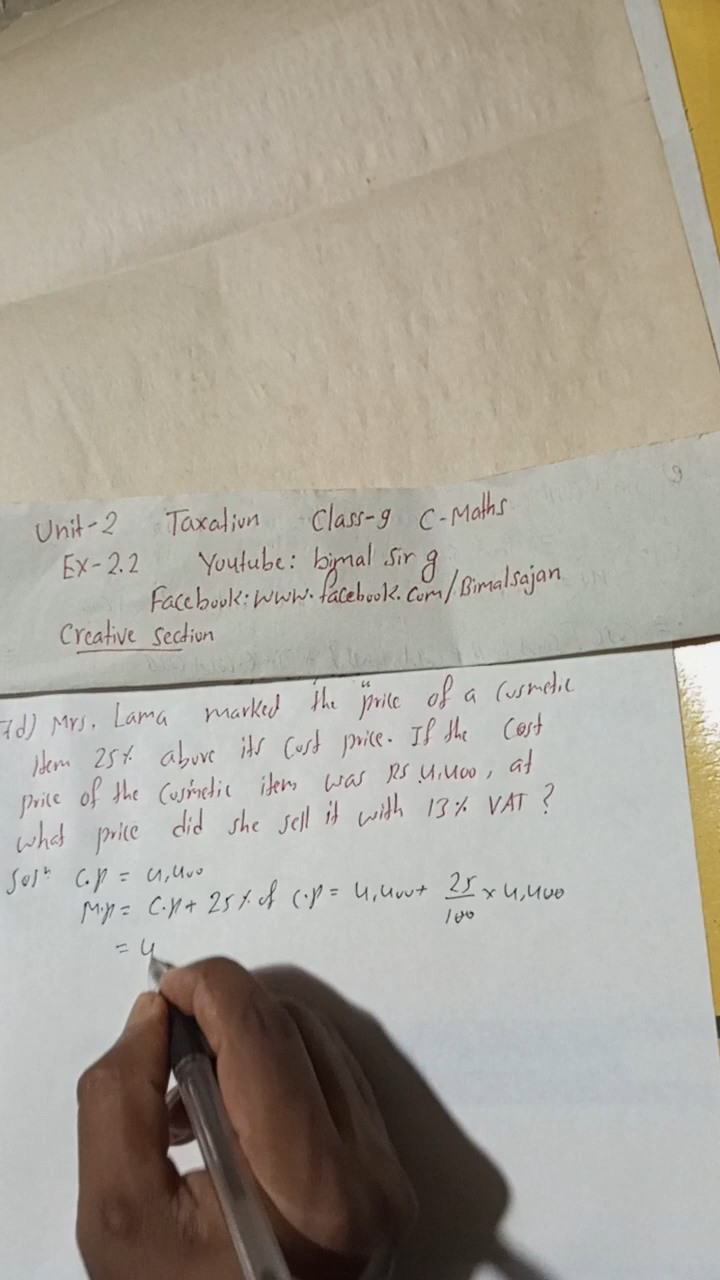 Unit-2 Taxation Class-9 C-Maths
Ex-2.2 Youtube: bimal sir g
Facebook: www.facebook.com/Bimalsajan
Creative section
7d) Mrs. Lama marked the price of a cosmetic
item 25% above its cost price. If the cost
price of the cosmetic item was Rs 4,400, at
what price did she sell it with 13% VAT?
Solⁿ C.P = 4,400
M.P = C.P + 25% of C.P = 4,400 + 25/100 × 4,400
= 4